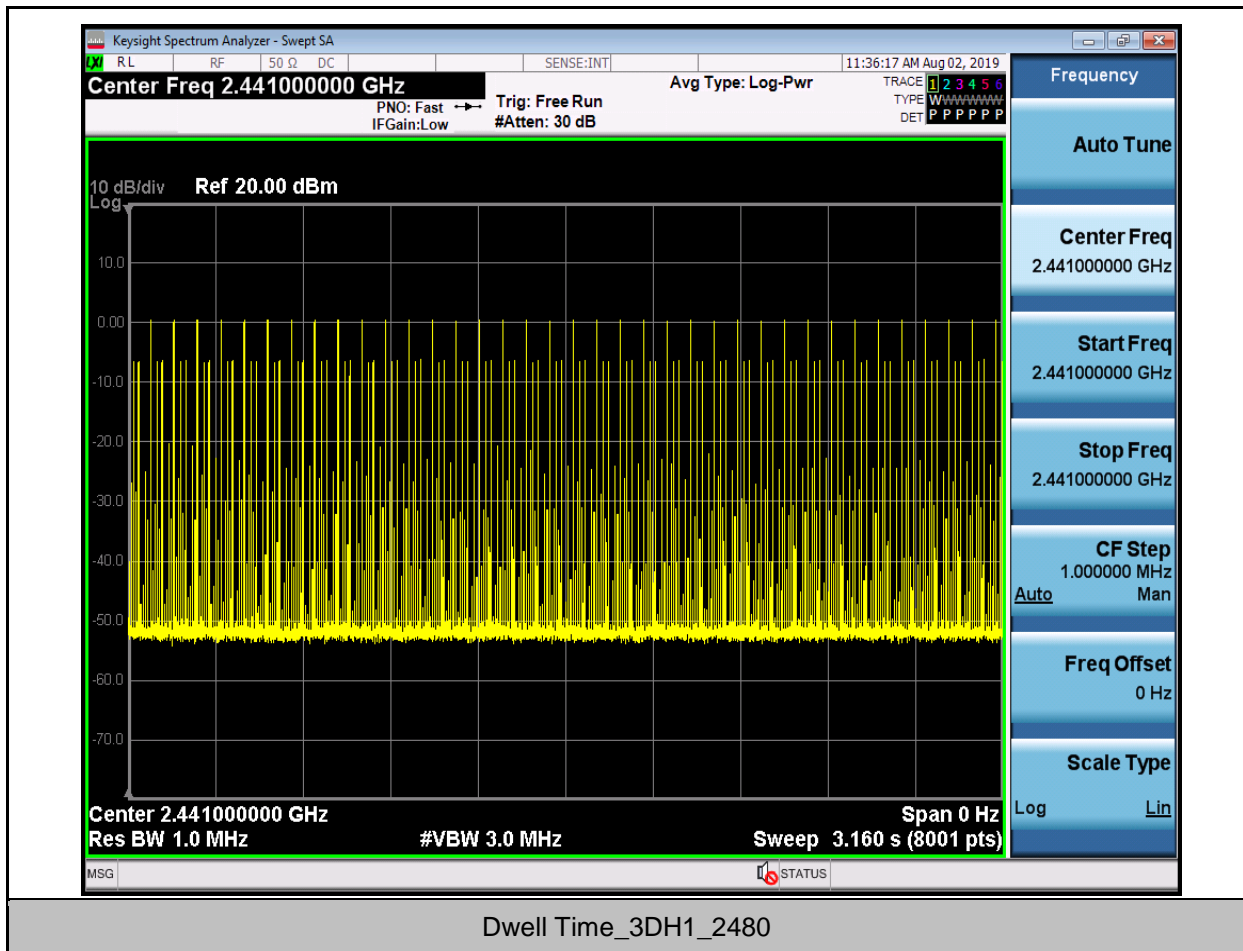 Keysight Spectrum Analyzer - Swept SA
LXI RL RF 50 Ω DC SENSE:INT 11:36:17 AM Aug 02, 2019
Center Freq 2.441000000 GHz Avg Type: Log-Pwr TRACE 1 2 3 4 5 6
PNO: Fast Trig: Free Run TYPE WWWWWW
IFGain:Low #Atten: 30 dB DET P P P P P P
10 dB/div Ref 20.00 dBm
Log
10.0
0.00
-10.0
-20.0
-30.0
-40.0
-50.0
-60.0
-70.0
Center 2.441000000 GHz Span 0 Hz
Res BW 1.0 MHz #VBW 3.0 MHz Sweep 3.160 s (8001 pts)
MSG STATUS
Frequency
Auto Tune
Center Freq
2.441000000 GHz
Start Freq
2.441000000 GHz
Stop Freq
2.441000000 GHz
CF Step
1.000000 MHz
Auto Man
Freq Offset
0 Hz
Scale Type
Log Lin
Dwell Time_3DH1_2480